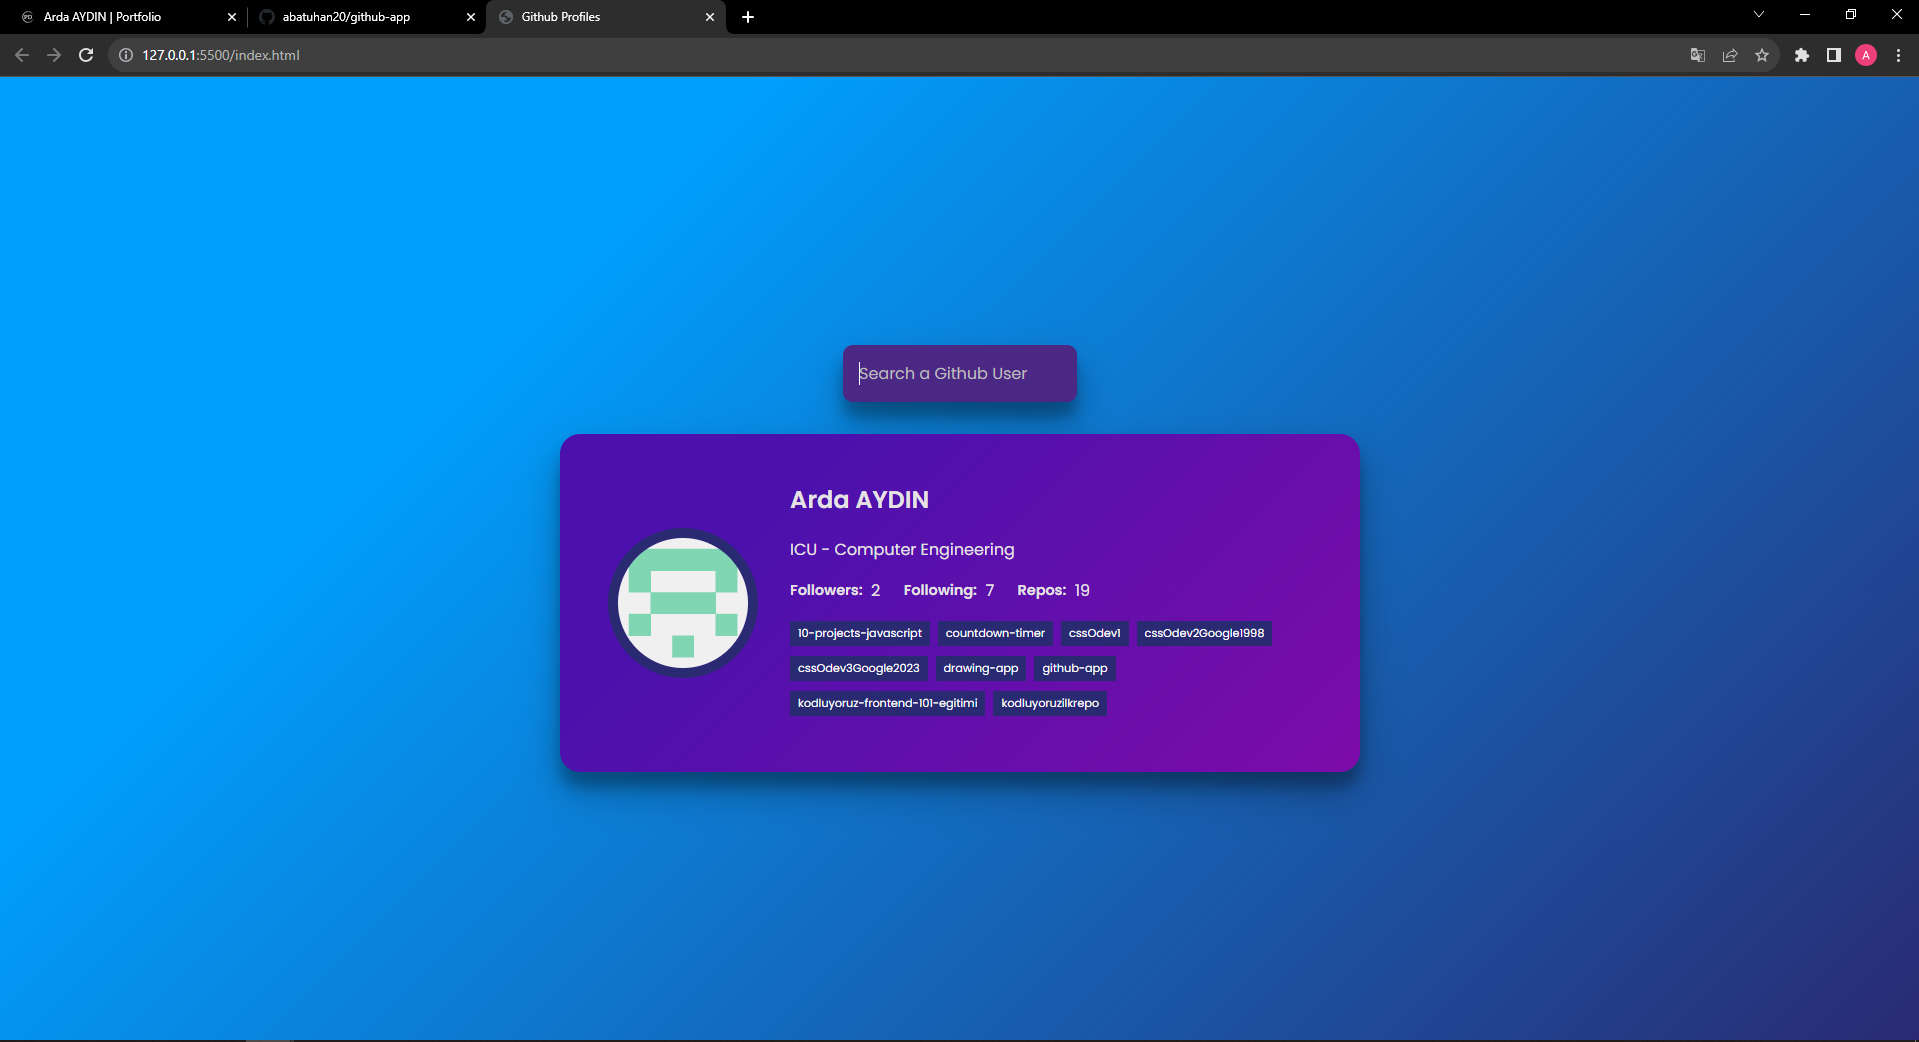 Arda AYDIN | Portfolio
abatuhan20/github-app
Github Profiles
127.0.0.1:5500/index.html
A
Search a Github User
Arda AYDIN
ICU - Computer Engineering
Followers: 2 Following: 7 Repos: 19
10-projects-javascript countdown-timer cssOdev1 cssOdev2Google1998
cssOdev3Google2023 drawing-app github-app
kodluyoruz-frontend-101-egitimi kodluyoruzilkrepo